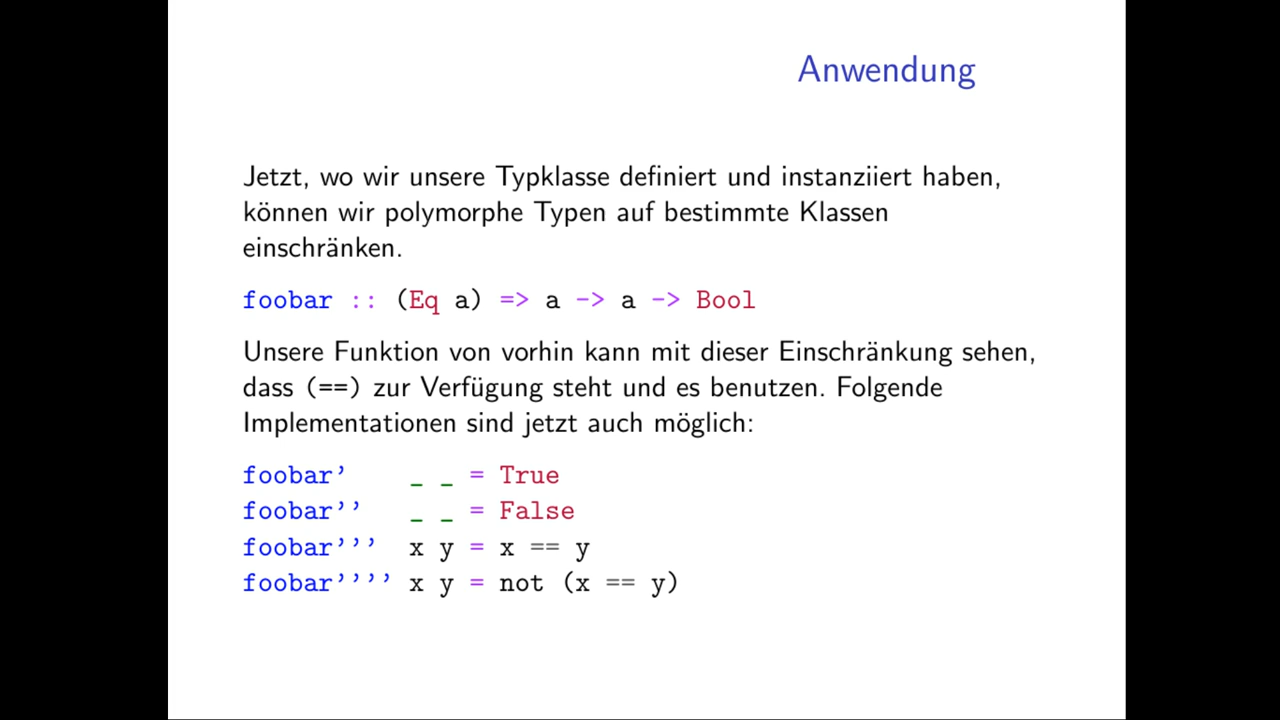 Anwendung
Jetzt, wo wir unsere Typklasse definiert und instanziiert haben,
können wir polymorphe Typen auf bestimmte Klassen
einschränken.
foobar :: (Eq a) => a -> a -> Bool
Unsere Funktion von vorhin kann mit dieser Einschränkung sehen,
dass (==) zur Verfügung steht und es benutzen. Folgende
Implementationen sind jetzt auch möglich:
foobar’ _ _ = True
foobar’’ _ _ = False
foobar’’’ x y = x == y
foobar’’’’ x y = not (x == y)